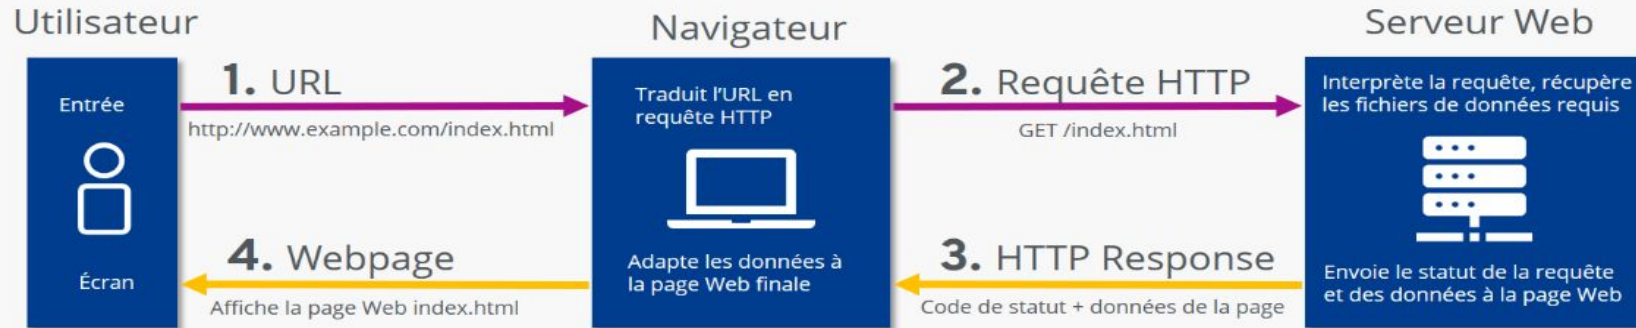 Utilisateur
Navigateur
Serveur Web
Entrée
Écran
1. URL
http://www.example.com/index.html
Traduit l'URL en
requête HTTP
Adapte les données à
la page Web finale
2. Requête HTTP
GET /index.html
Interprète la requête, récupère
les fichiers de données requis
Envoie le statut de la requête
et des données à la page Web
3. HTTP Response
Code de statut + données de la page
4. Webpage
Affiche la page Web index.html